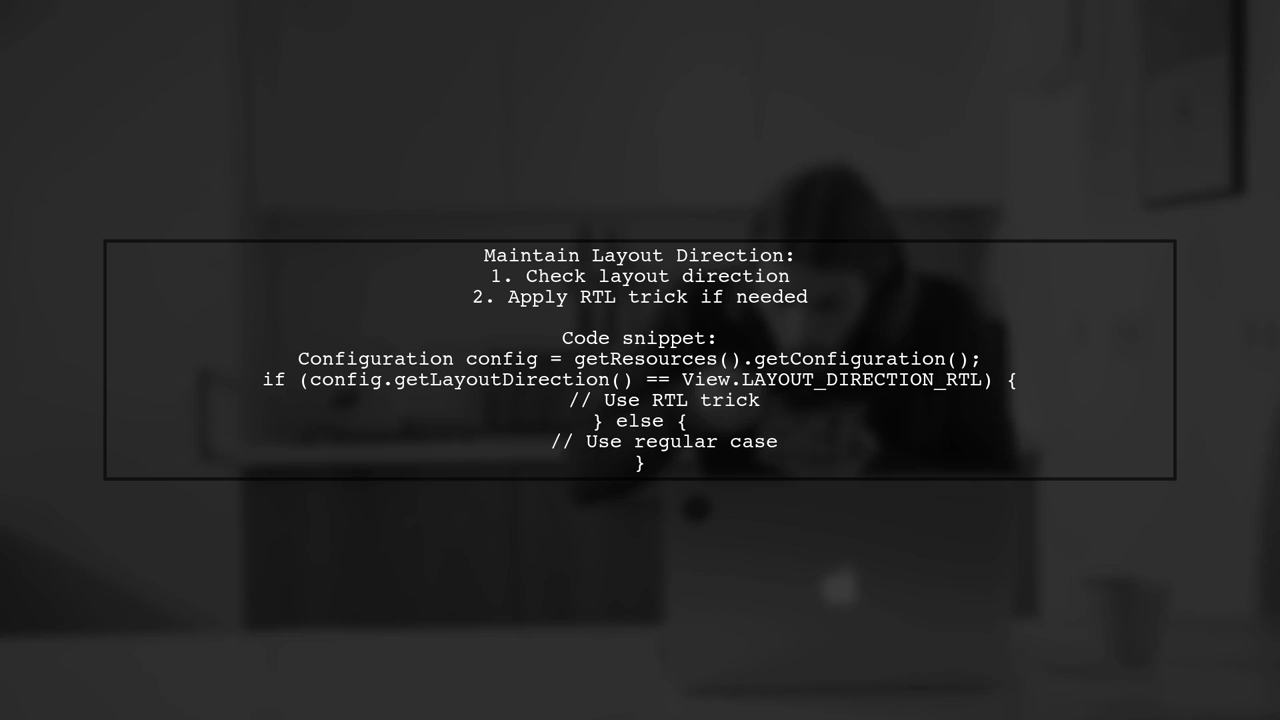 Maintain Layout Direction:
1. Check layout direction
2. Apply RTL trick if needed
Code snippet:
Configuration config = getResources().getConfiguration();
if (config.getLayoutDirection() == View.LAYOUT_DIRECTION_RTL) {
// Use RTL trick
} else {
// Use regular case
}